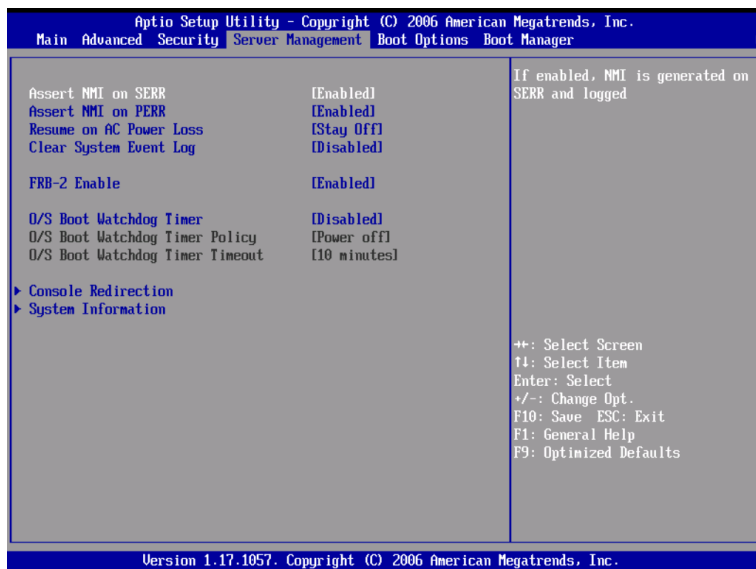 Aptio Setup Utility - Copyright (C) 2006 American Megatrends, Inc.
Main Advanced Security Server Management Boot Options Boot Manager
Assert NMI on SERR [Enabled]
Assert NMI on PERR [Enabled]
Resume on AC Power Loss [Stay Off]
Clear System Event Log [Disabled]
FRB-2 Enable [Enabled]
O/S Boot Watchdog Timer [Disabled]
O/S Boot Watchdog Timer Policy [Power off]
O/S Boot Watchdog Timer Timeout [10 minutes]
Console Redirection
System Information
If enabled, NMI is generated on
SERR and logged
→←: Select Screen
↑↓: Select Item
Enter: Select
+/-: Change Opt.
F10: Save ESC: Exit
F1: General Help
F9: Optimized Defaults
Version 1.17.1057. Copyright (C) 2006 American Megatrends, Inc.